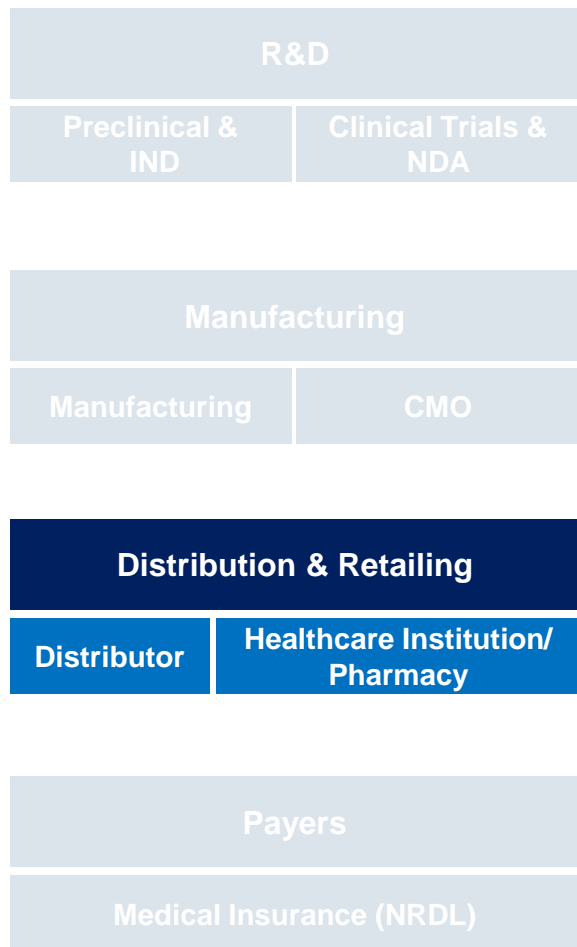 R&D
Preclinical & Clinical Trials &
IND NDA
Manufacturing
Manufacturing CMO
Distribution & Retailing
Distributor Healthcare Institution/
Pharmacy
Payers
Medical Insurance (NRDL)